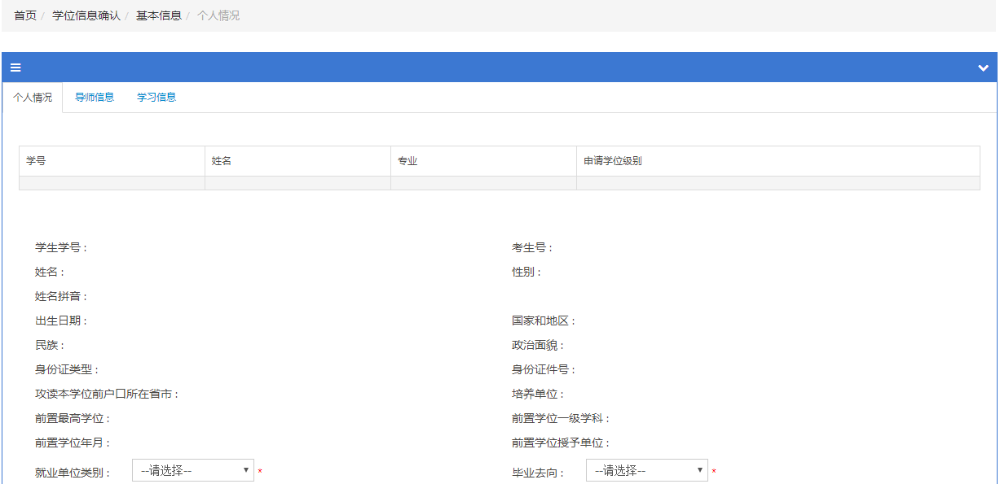 首页 / 学位信息确认 / 基本信息 / 个人情况
个人情况 导师信息 学习信息
学号 姓名 专业 申请学位级别
学生学号： 考生号：
姓名： 性别：
姓名拼音：
出生日期： 国家和地区：
民族： 政治面貌：
身份证类型： 身份证件号：
攻读本学位前户口所在省市： 培养单位：
前置最高学位： 前置学位一级学科：
前置学位年月： 前置学位授予单位：
就业单位类别： --请选择-- * 毕业去向： --请选择-- *